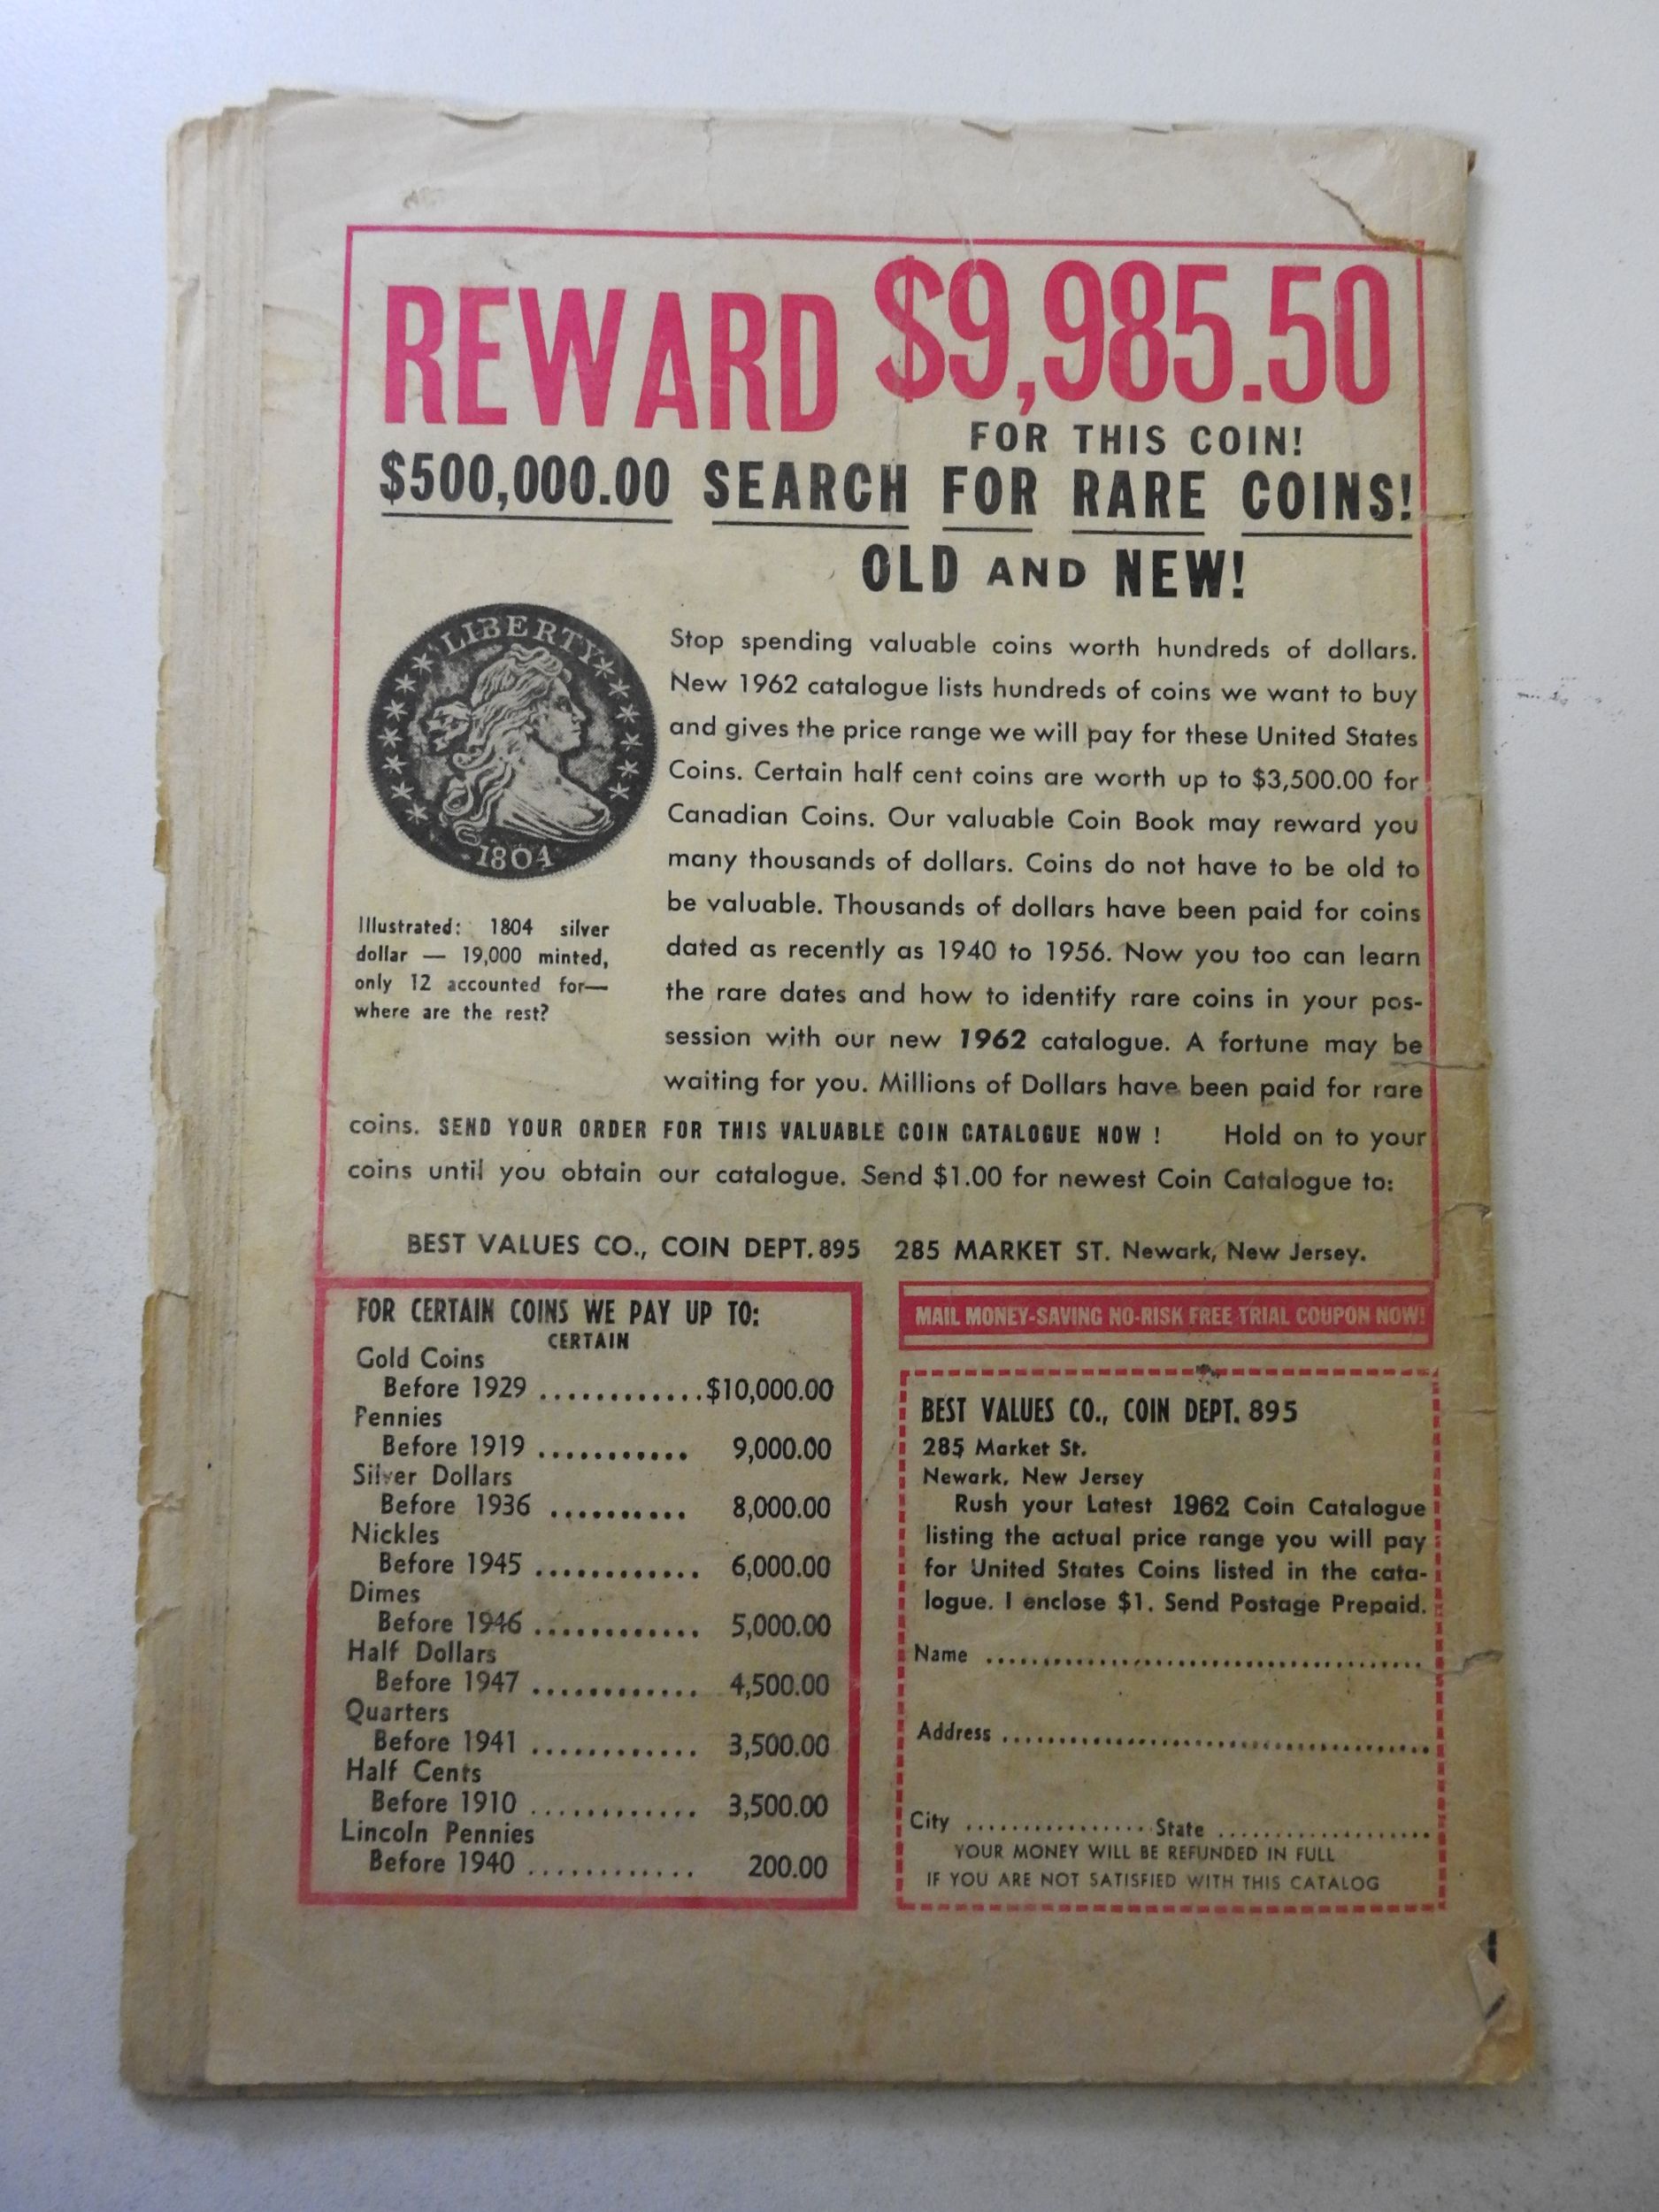 REWARD $9,985.50
FOR THIS COIN!
$500,000.00 SEARCH FOR RARE COINS!
OLD AND NEW!
LIBERTY
1804
Illustrated: 1804 silver
dollar — 19,000 minted,
only 12 accounted for—
where are the rest?
Stop spending valuable coins worth hundreds of dollars.
New 1962 catalogue lists hundreds of coins we want to buy
and gives the price range we will pay for these United States
Coins. Certain half cent coins are worth up to $3,500.00 for
Canadian Coins. Our valuable Coin Book may reward you
many thousands of dollars. Coins do not have to be old to
be valuable. Thousands of dollars have been paid for coins
dated as recently as 1940 to 1956. Now you too can learn
the rare dates and how to identify rare coins in your pos-
session with our new 1962 catalogue. A fortune may be
waiting for you. Millions of Dollars have been paid for rare
coins. SEND YOUR ORDER FOR THIS VALUABLE COIN CATALOGUE NOW ! Hold on to your
coins until you obtain our catalogue. Send $1.00 for newest Coin Catalogue to:
BEST VALUES CO., COIN DEPT. 895 285 MARKET ST. Newark, New Jersey.
FOR CERTAIN COINS WE PAY UP TO:
CERTAIN
Gold Coins
Before 1929 ............$10,000.00
Pennies
Before 1919 ........... 9,000.00
Silver Dollars
Before 1936 .......... 8,000.00
Nickles
Before 1945 ............ 6,000.00
Dimes
Before 1946 ............ 5,000.00
Half Dollars
Before 1947 ............ 4,500.00
Quarters
Before 1941 ............ 3,500.00
Half Cents
Before 1910 ............ 3,500.00
Lincoln Pennies
Before 1940 ............ 200.00
MAIL MONEY-SAVING NO-RISK FREE TRIAL COUPON NOW!
BEST VALUES CO., COIN DEPT. 895
285 Market St.
Newark, New Jersey
Rush your Latest 1962 Coin Catalogue
listing the actual price range you will pay
for United States Coins listed in the cata-
logue. I enclose $1. Send Postage Prepaid.
Name ........................................
Address .......................................
City .................State ....................
YOUR MONEY WILL BE REFUNDED IN FULL
IF YOU ARE NOT SATISFIED WITH THIS CATALOG